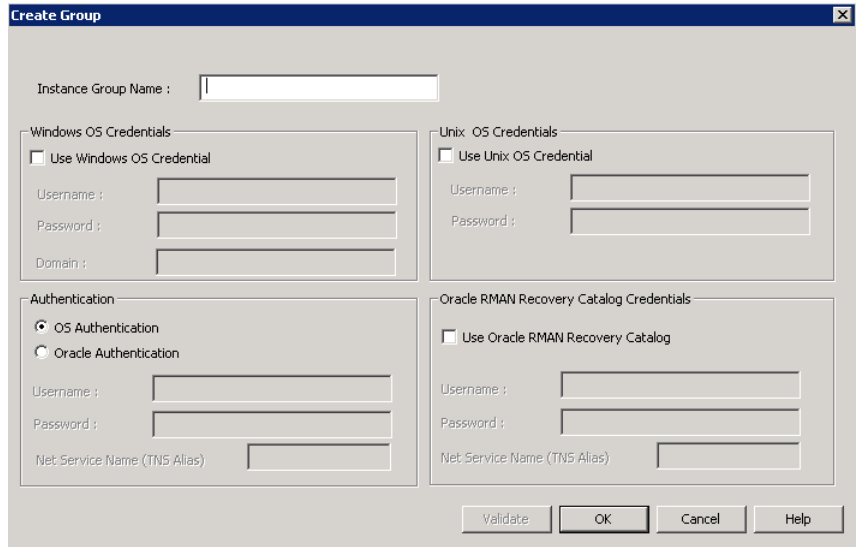 Create Group
Instance Group Name :
Windows OS Credentials
Use Windows OS Credential
Username :
Password :
Domain :
Unix OS Credentials
Use Unix OS Credential
Username :
Password :
Authentication
OS Authentication
Oracle Authentication
Username :
Password :
Net Service Name (TNS Alias)
Oracle RMAN Recovery Catalog Credentials
Use Oracle RMAN Recovery Catalog
Username :
Password :
Net Service Name (TNS Alias)
Validate
OK
Cancel
Help